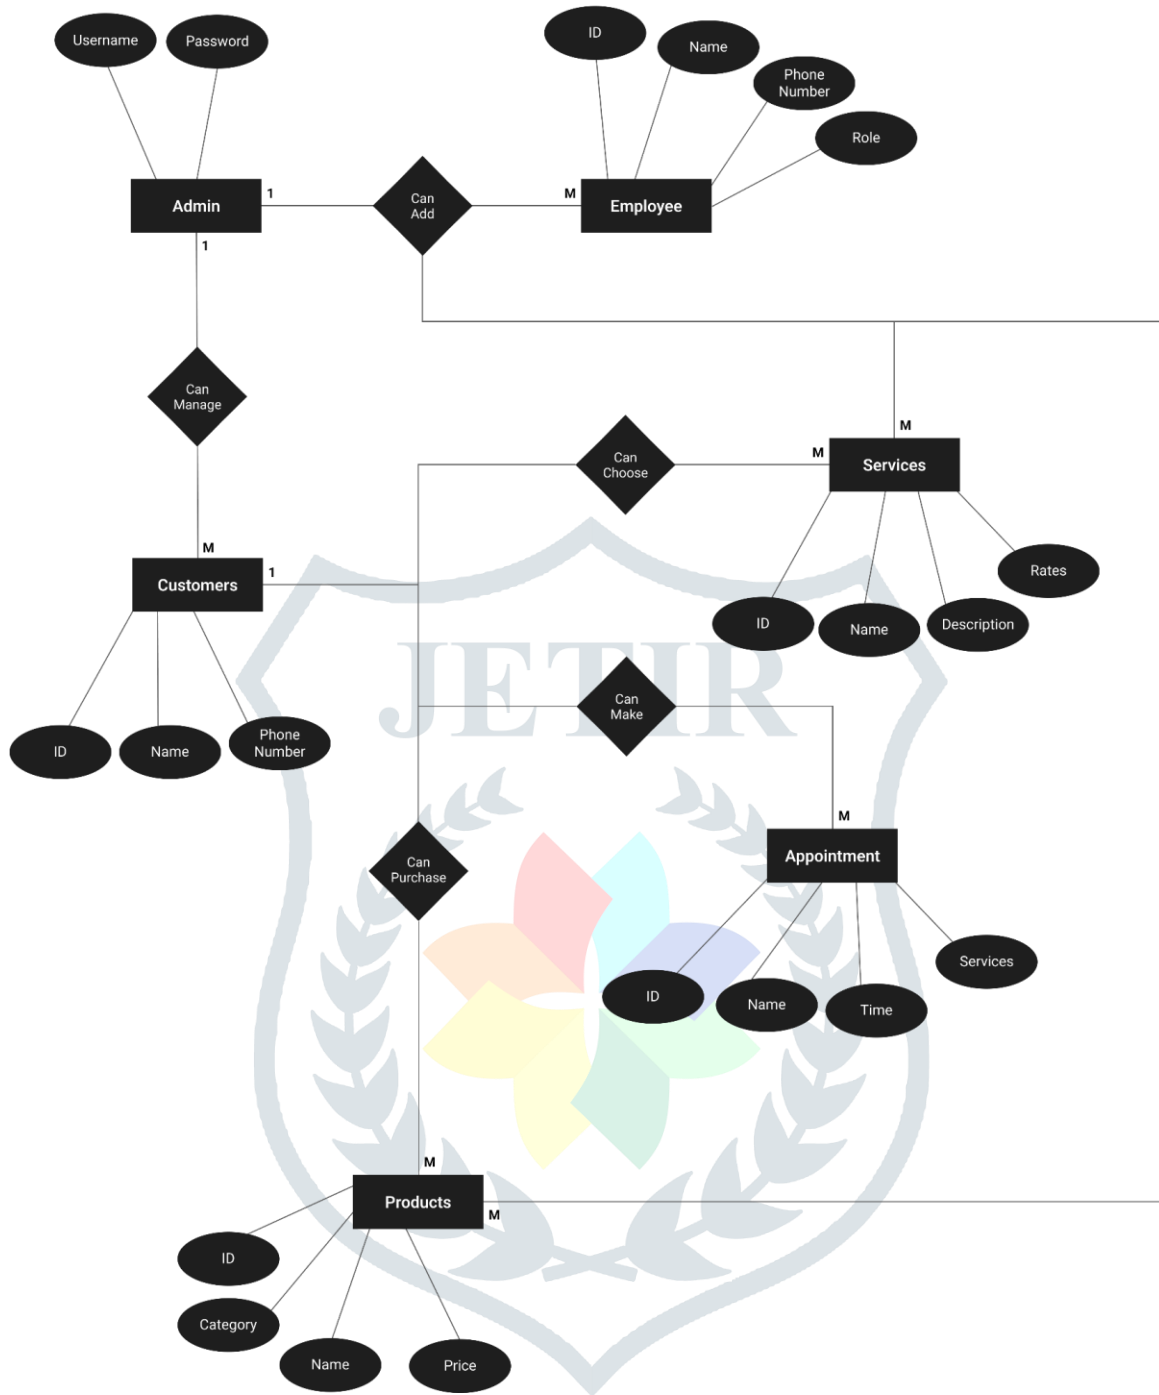 Username
Password
ID
Name
Phone
Number
Role
Admin
1
Can
Add
M
Employee
1
Can
Manage
M
Can
Choose
M
M
Services
M
Customers
1
ID
Name
Description
Rates
JETIR
ID
Name
Phone
Number
Can
Make
M
Appointment
Can
Purchase
ID
Name
Time
Services
M
Products
M
ID
Category
Name
Price